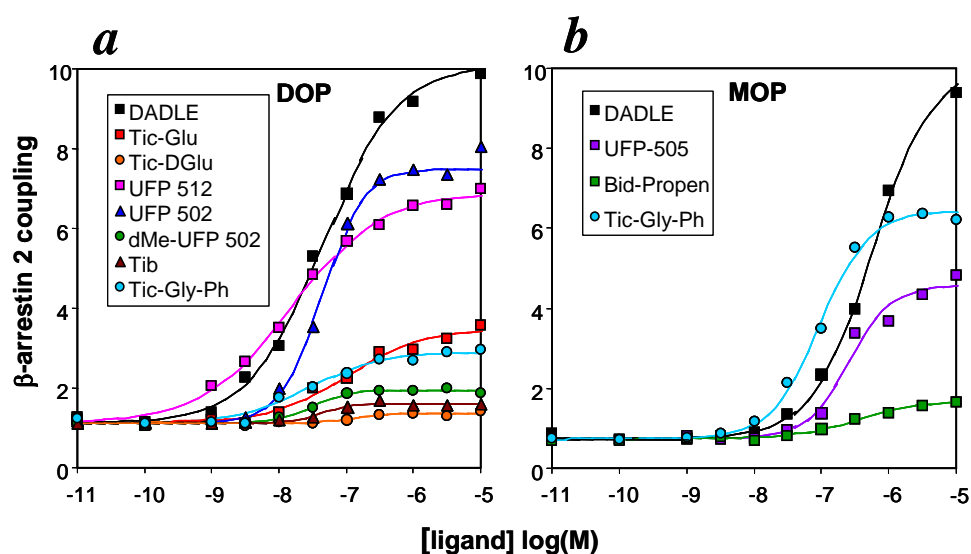 a
b
β-arrestin 2 coupling
10
8
6
4
2
0
DOP
DADLE
Tic-Glu
Tic-DGlu
UFP 512
UFP 502
dMe-UFP 502
Tib
Tic-Gly-Ph
-11 -10 -9 -8 -7 -6 -5
10
8
6
4
2
0
MOP
DADLE
UFP-505
Bid-Propen
Tic-Gly-Ph
-11 -10 -9 -8 -7 -6 -5
[ligand] log(M)